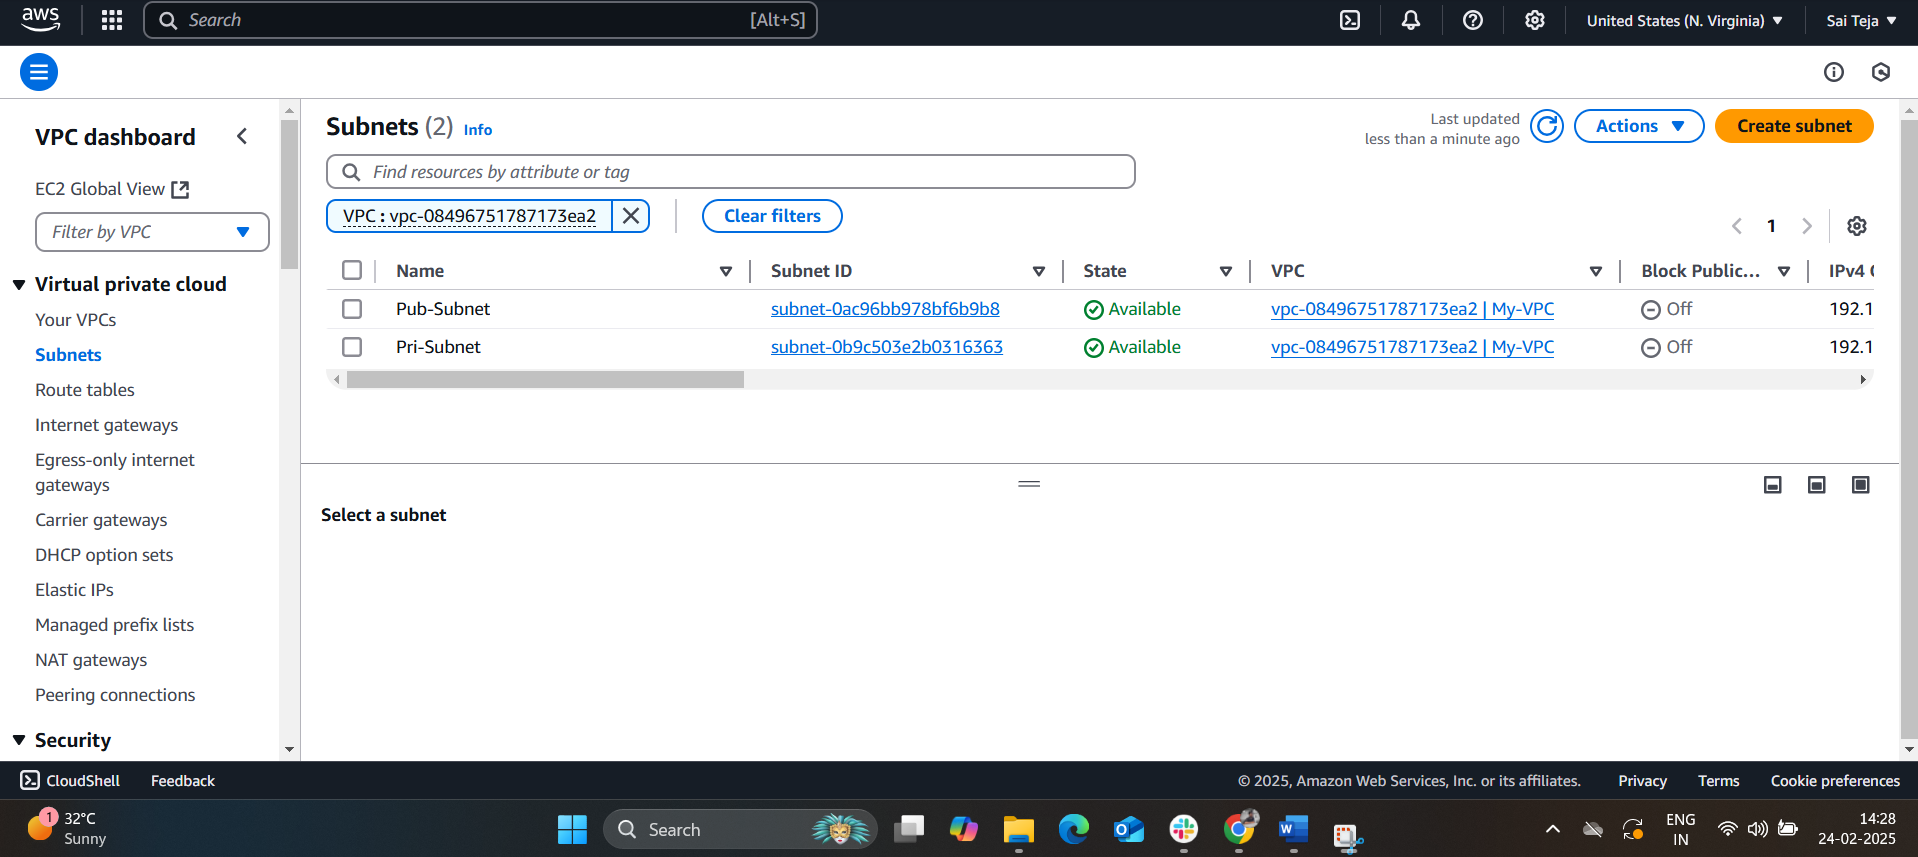 aws
Search [Alt+S]
United States (N. Virginia)
Sai Teja
VPC dashboard
EC2 Global View
Filter by VPC
Virtual private cloud
Your VPCs
Subnets
Route tables
Internet gateways
Egress-only internet
gateways
Carrier gateways
DHCP option sets
Elastic IPs
Managed prefix lists
NAT gateways
Peering connections
Security
Subnets (2) Info
Last updated
less than a minute ago
Actions
Create subnet
Find resources by attribute or tag
VPC : vpc-08496751787173ea2
Clear filters
1
Name Subnet ID State VPC Block Public... IPv4 C
Pub-Subnet subnet-0ac96bb978bf6b9b8 Available vpc-08496751787173ea2 | My-VPC Off 192.1
Pri-Subnet subnet-0b9c503e2b0316363 Available vpc-08496751787173ea2 | My-VPC Off 192.1
Select a subnet
CloudShell Feedback © 2025, Amazon Web Services, Inc. or its affiliates. Privacy Terms Cookie preferences
1
32°C
Sunny
Search
ENG
IN
14:28
24-02-2025